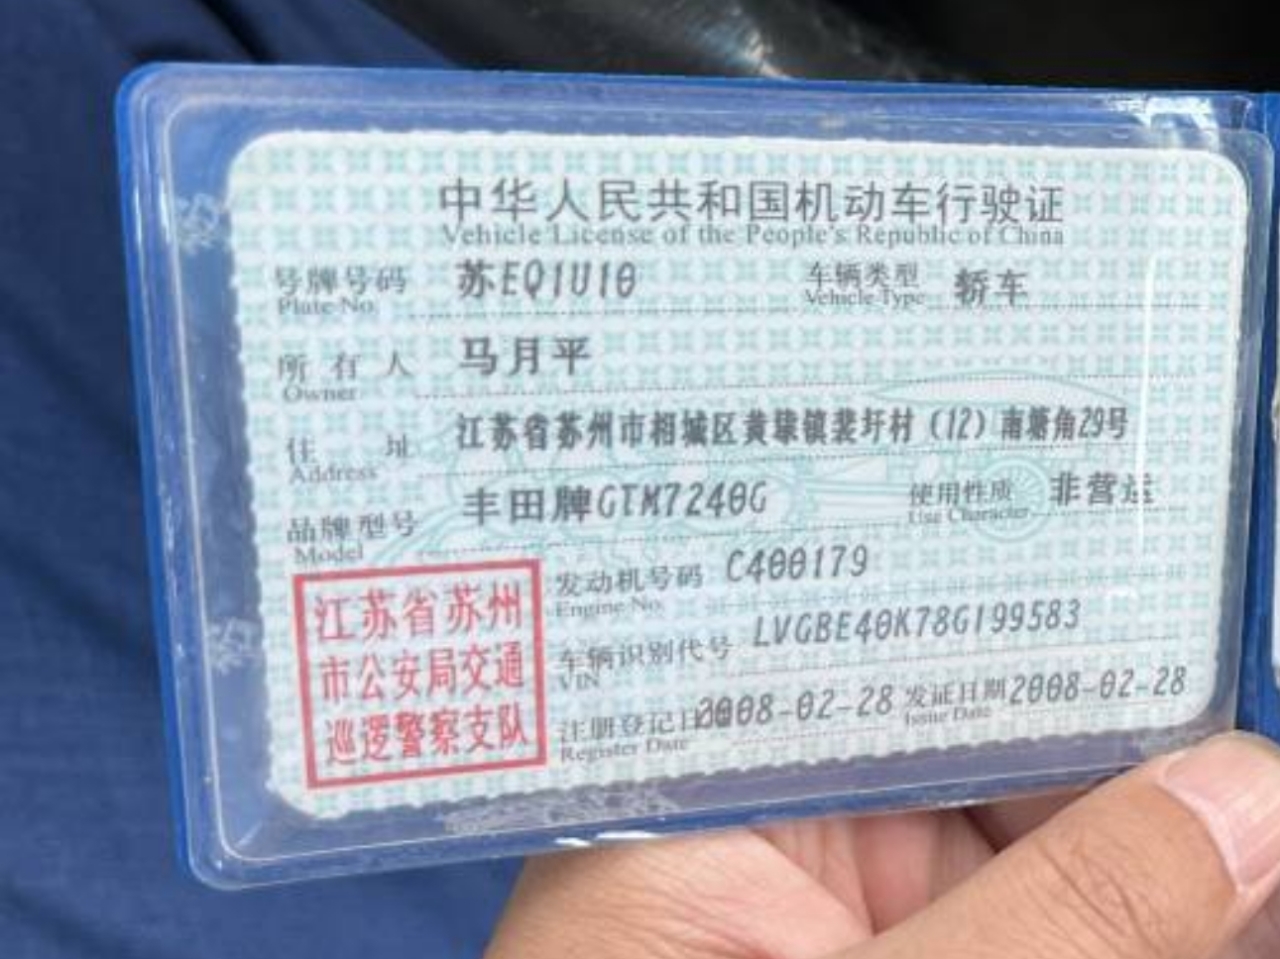 中华人民共和国机动车行驶证
Vehicle License of the People's Republic of China
号牌号码 苏EQ1U10 车辆类型 轿车
Plate No. Vehicle Type
所有人 马月平
Owner
住址 江苏省苏州市相城区黄埭镇裴圩村（12）南塘角29号
Address
品牌型号 丰田牌GTM7240G 使用性质 非营运
Model Use Character
江苏省苏州
市公安局交通
巡逻警察支队
发动机号码 C400179
Engine No.
车辆识别代号 LVGBE40K78G199583
VIN
注册登记日期 2008-02-28 发证日期 2008-02-28
Register Date Issue Date